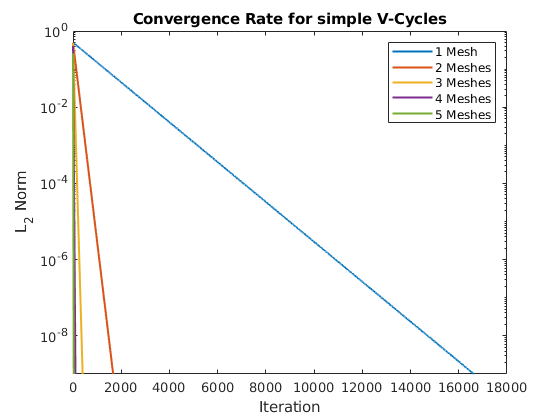 Convergence Rate for simple V-Cycles
10^0
10^-2
10^-4
10^-6
10^-8
L_2 Norm
1 Mesh
2 Meshes
3 Meshes
4 Meshes
5 Meshes
0 2000 4000 6000 8000 10000 12000 14000 16000 18000
Iteration